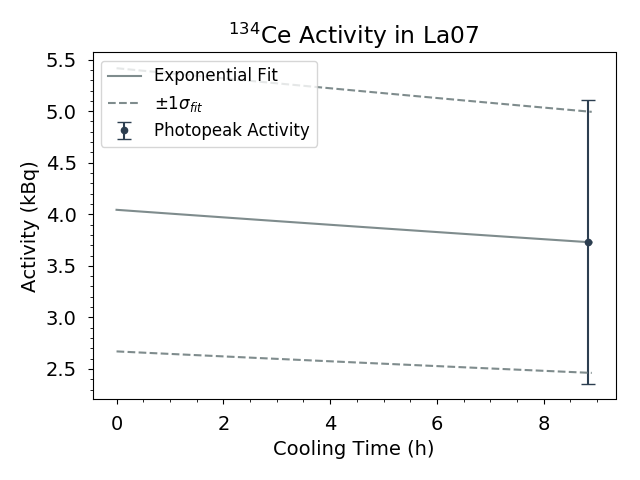 ¹³⁴Ce Activity in La07
Exponential Fit
±1σ_fit
Photopeak Activity
Activity (kBq)
5.5
5.0
4.5
4.0
3.5
3.0
2.5
0 2 4 6 8
Cooling Time (h)